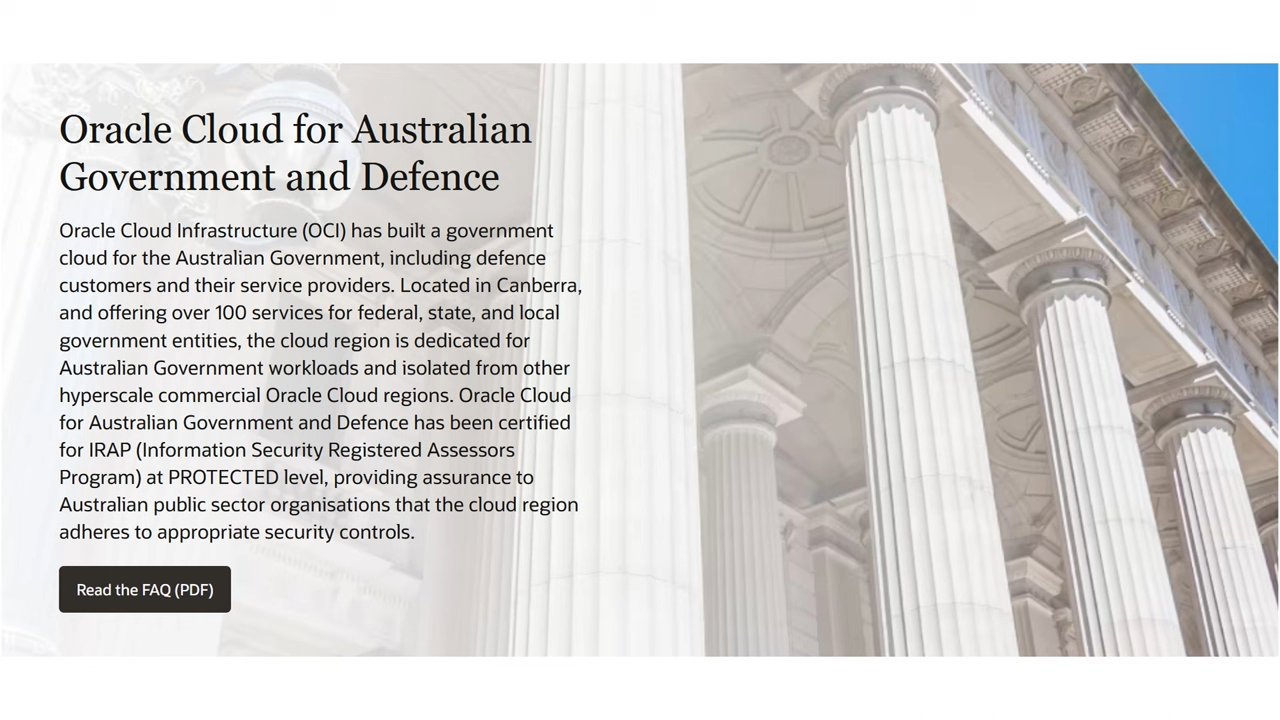 Oracle Cloud for Australian
Government and Defence
Oracle Cloud Infrastructure (OCI) has built a government
cloud for the Australian Government, including defence
customers and their service providers. Located in Canberra,
and offering over 100 services for federal, state, and local
government entities, the cloud region is dedicated for
Australian Government workloads and isolated from other
hyperscale commercial Oracle Cloud regions. Oracle Cloud
for Australian Government and Defence has been certified
for IRAP (Information Security Registered Assessors
Program) at PROTECTED level, providing assurance to
Australian public sector organisations that the cloud region
adheres to appropriate security controls.
Read the FAQ (PDF)